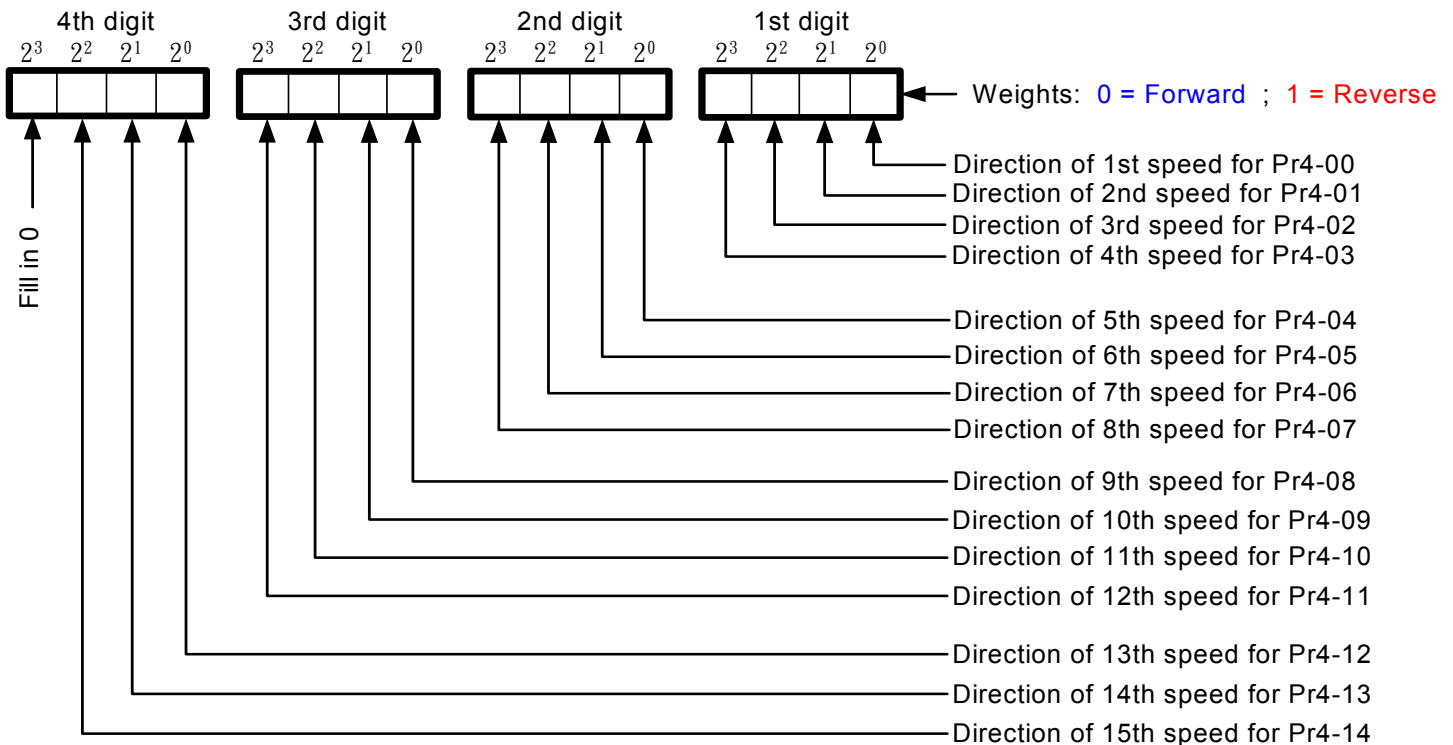 4th digit 3rd digit 2nd digit 1st digit
2³ 2² 2¹ 2⁰ 2³ 2² 2¹ 2⁰ 2³ 2² 2¹ 2⁰ 2³ 2² 2¹ 2⁰
Weights: 0 = Forward ; 1 = Reverse
Direction of 1st speed for Pr4-00
Direction of 2nd speed for Pr4-01
Direction of 3rd speed for Pr4-02
Direction of 4th speed for Pr4-03
Fill in 0
Direction of 5th speed for Pr4-04
Direction of 6th speed for Pr4-05
Direction of 7th speed for Pr4-06
Direction of 8th speed for Pr4-07
Direction of 9th speed for Pr4-08
Direction of 10th speed for Pr4-09
Direction of 11th speed for Pr4-10
Direction of 12th speed for Pr4-11
Direction of 13th speed for Pr4-12
Direction of 14th speed for Pr4-13
Direction of 15th speed for Pr4-14